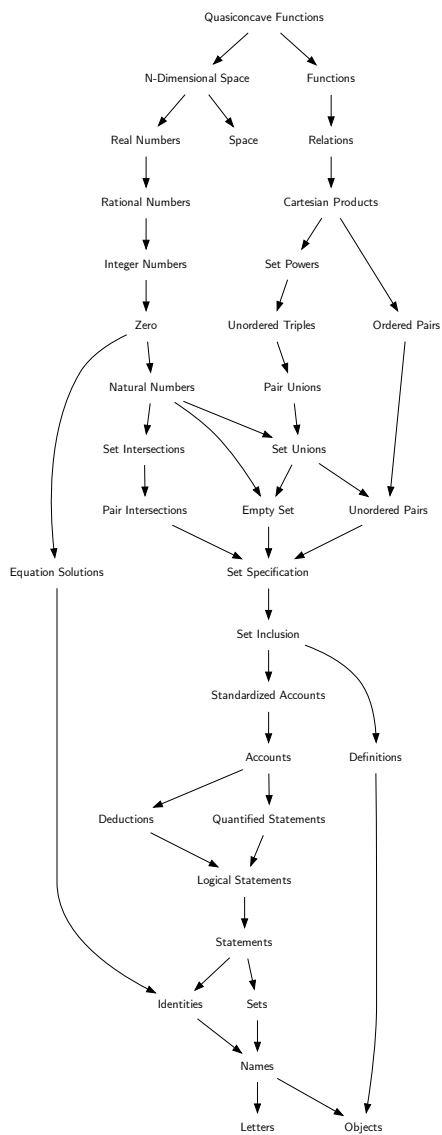 Quasiconcave Functions
N-Dimensional Space
Functions
Real Numbers
Space
Relations
Rational Numbers
Cartesian Products
Integer Numbers
Set Powers
Zero
Unordered Triples
Ordered Pairs
Natural Numbers
Pair Unions
Set Intersections
Set Unions
Pair Intersections
Empty Set
Unordered Pairs
Equation Solutions
Set Specification
Set Inclusion
Standardized Accounts
Accounts
Definitions
Deductions
Quantified Statements
Logical Statements
Statements
Identities
Sets
Names
Letters
Objects